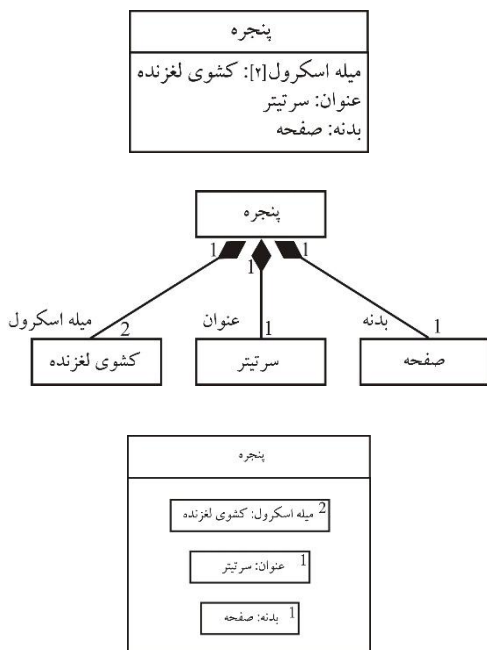 پنجره
میله اسکرول[۲]: کشوی لغزنده
عنوان: سرتیتر
بدنه: صفحه
پنجره
1 1 1
میله اسکرول عنوان بدنه
2 1 1
کشوی لغزنده سرتیتر صفحه
پنجره
میله اسکرول: کشوی لغزنده 2
عنوان: سرتیتر 1
بدنه: صفحه 1